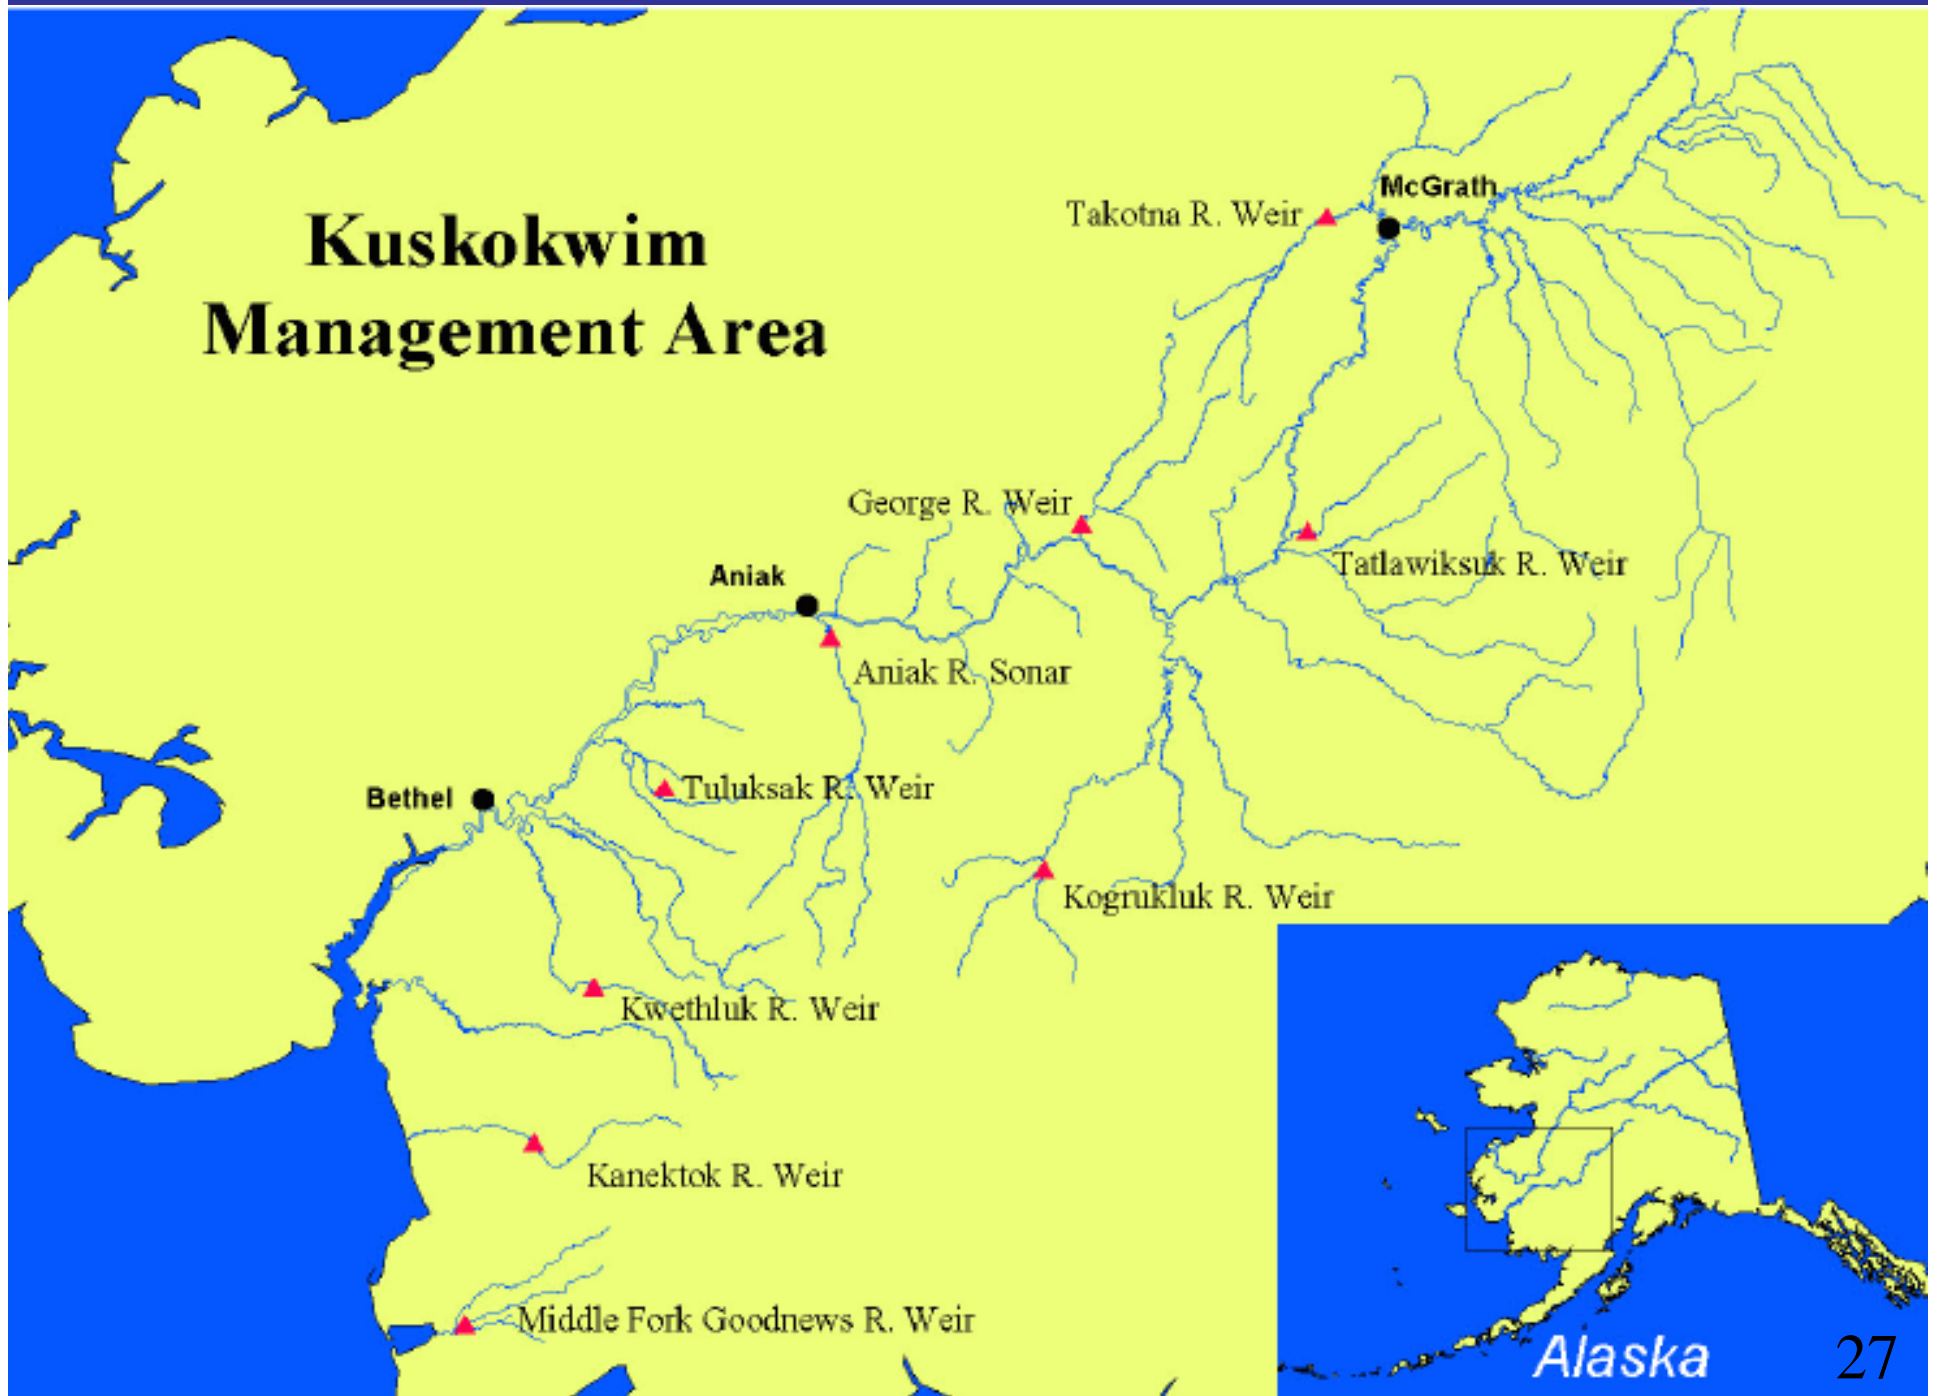 Kuskokwim
Management Area
McGrath
Takotna R. Weir
George R. Weir
Tatlawiksuk R. Weir
Aniak
Aniak R. Sonar
Tuluksak R. Weir
Bethel
Kogrukluk R. Weir
Kwethluk R. Weir
Kanektok R. Weir
Middle Fork Goodnews R. Weir
Alaska
27